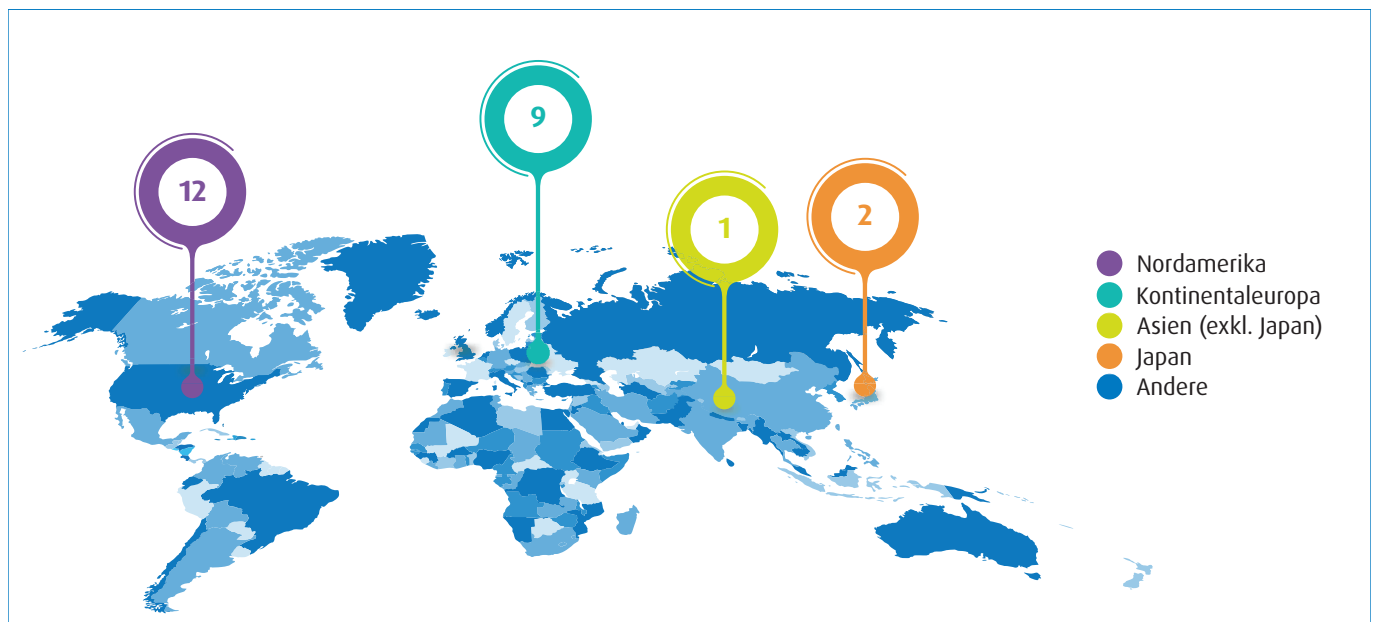 12
9
1
2
Nordamerika
Kontinentaleuropa
Asien (exkl. Japan)
Japan
Andere